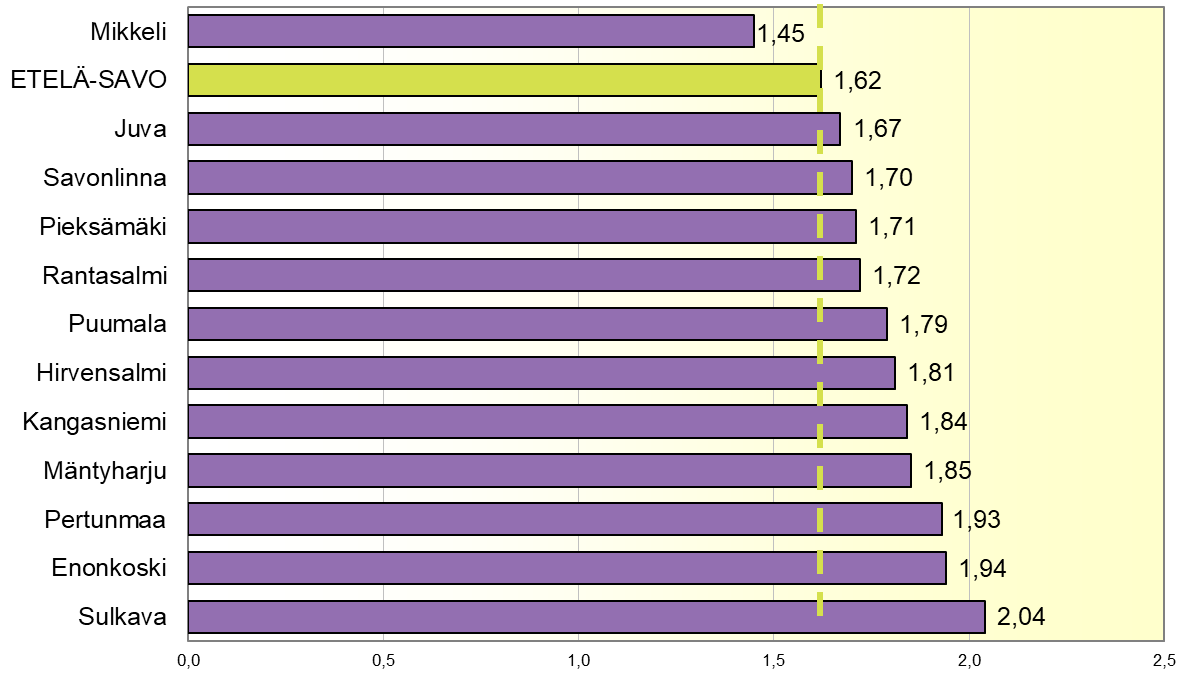 Mikkeli 1,45
ETELÄ-SAVO 1,62
Juva 1,67
Savonlinna 1,70
Pieksämäki 1,71
Rantasalmi 1,72
Puumala 1,79
Hirvensalmi 1,81
Kangasniemi 1,84
Mäntyharju 1,85
Pertunmaa 1,93
Enonkoski 1,94
Sulkava 2,04
0,0 0,5 1,0 1,5 2,0 2,5